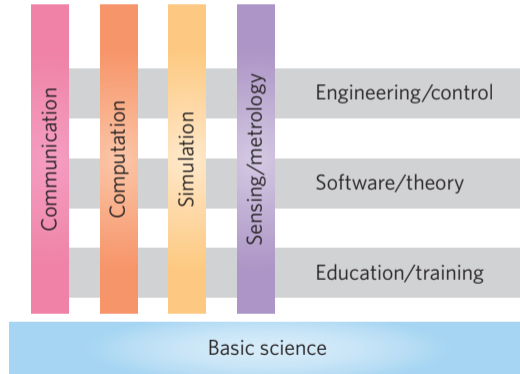 Communication
Computation
Simulation
Sensing/metrology
Engineering/control
Software/theory
Education/training
Basic science